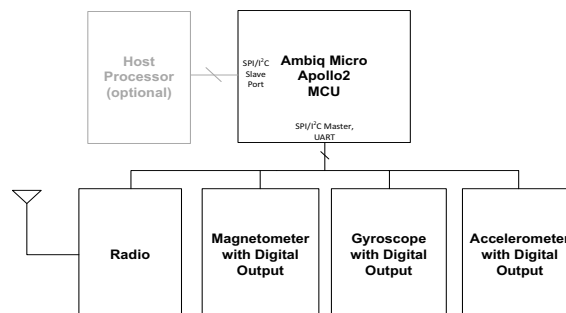 Host
Processor
(optional)
SPI/I²C
Slave
Port
Ambiq Micro
Apollo2
MCU
SPI/I²C Master,
UART
Radio
Magnetometer
with Digital
Output
Gyroscope
with Digital
Output
Accelerometer
with Digital
Output